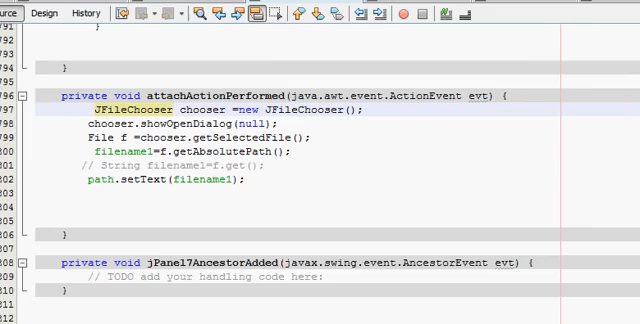 urce Design History
791 }
792
793
794 }
795
796 private void attachActionPerformed(java.awt.event.ActionEvent evt) {
797 JFileChooser chooser =new JFileChooser();
798 chooser.showOpenDialog(null);
799 File f =chooser.getSelectedFile();
800 filename1=f.getAbsolutePath();
801 // String filename1=f.get();
802 path.setText(filename1);
803
804
805
806 }
807
808 private void jPanel7AncestorAdded(javax.swing.event.AncestorEvent evt) {
809 // TODO add your handling code here:
810 }
811
812